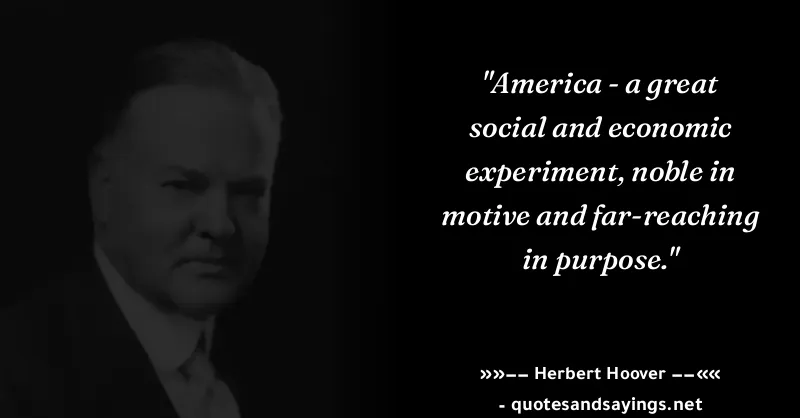 "America - a great
social and economic
experiment, noble in
motive and far-reaching
in purpose."
»»–– Herbert Hoover ––««
- quotesandsayings.net